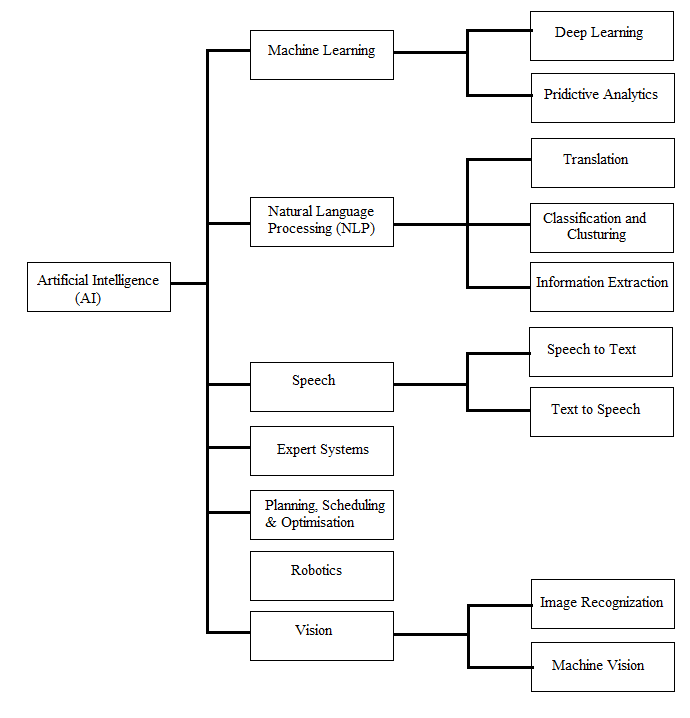 Artificial Intelligence
(AI)
Machine Learning
Deep Learning
Pridictive Analytics
Natural Language
Processing (NLP)
Translation
Classification and
Clusturing
Information Extraction
Speech
Speech to Text
Text to Speech
Expert Systems
Planning, Scheduling
& Optimisation
Robotics
Vision
Image Recognization
Machine Vision